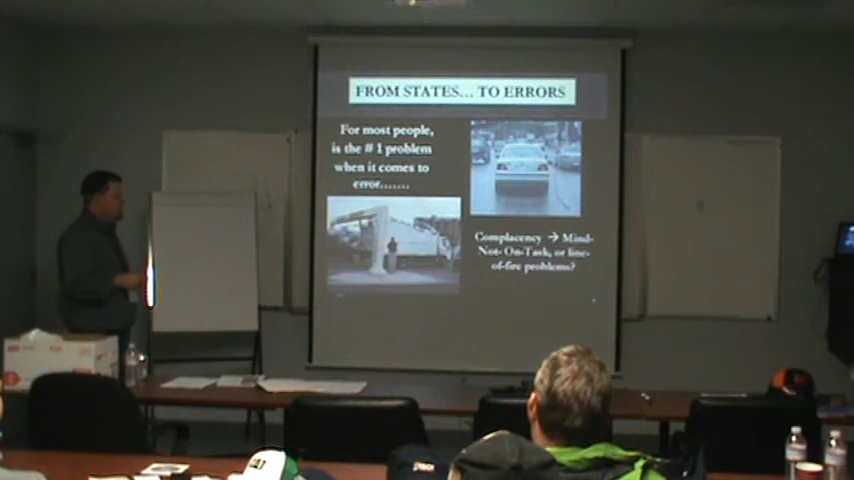 FROM STATES... TO ERRORS
For most people,
is the # 1 problem
when it comes to
error.......
Complacency → Mind-
Not- On-Task, or line-
of-fire problems?
CAT